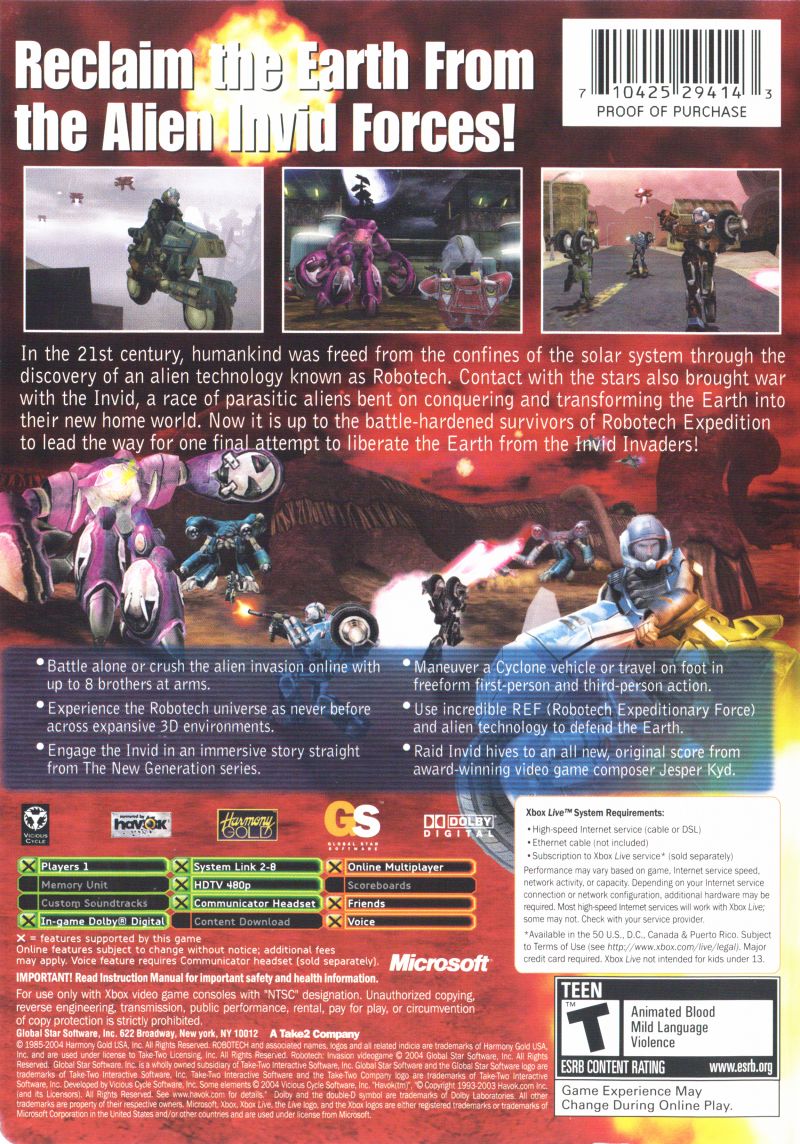 Reclaim the Earth From
the Alien Invid Forces!
7 10425 29414 3
PROOF OF PURCHASE
In the 21st century, humankind was freed from the confines of the solar system through the
discovery of an alien technology known as Robotech. Contact with the stars also brought war
with the Invid, a race of parasitic aliens bent on conquering and transforming the Earth into
their new home world. Now it is up to the battle-hardened survivors of Robotech Expedition
to lead the way for one final attempt to liberate the Earth from the Invid Invaders!
• Battle alone or crush the alien invasion online with
up to 8 brothers at arms.
• Experience the Robotech universe as never before
across expansive 3D environments.
• Engage the Invid in an immersive story straight
from The New Generation series.
• Maneuver a Cyclone vehicle or travel on foot in
freeform first-person and third-person action.
• Use incredible REF (Robotech Expeditionary Force)
and alien technology to defend the Earth.
• Raid Invid hives to an all new, original score from
award-winning video game composer Jesper Kyd.
VICIOUS
CYCLE
powered by
havok
Harmony
GOLD
GS
GLOBAL STAR
SOFTWARE
DOLBY
DIGITAL
Players 1
Memory Unit
Custom Soundtracks
In-game Dolby® Digital
System Link 2-8
HDTV 480p
Communicator Headset
Content Download
Online Multiplayer
Scoreboards
Friends
Voice
X = features supported by this game
Online features subject to change without notice; additional fees
may apply. Voice feature requires Communicator headset (sold separately).
Microsoft
IMPORTANT! Read Instruction Manual for important safety and health information.
For use only with Xbox video game consoles with "NTSC" designation. Unauthorized copying,
reverse engineering, transmission, public performance, rental, pay for play, or circumvention
of copy protection is strictly prohibited.
Global Star Software, Inc. 622 Broadway, New york, NY 10012 A Take2 Company
© 1985-2004 Harmony Gold USA, Inc. All Rights Reserved. ROBOTECH and associated names, logos and all related indicia are trademarks of Harmony Gold USA,
Inc. and are used under license to Take-Two Licensing, Inc. All Rights Reserved. Robotech: Invasion videogame © 2004 Global Star Software, Inc. All Rights
Reserved. Global Star Software, Inc. is a wholly owned subsidiary of Take-Two Interactive Software, Inc. Global Star Software and the Global Star Software logo are
trademarks of Take-Two Interactive Software, Inc. Take-Two Interactive Software and the Take-Two Company logo are trademarks of Take-Two Interactive
Software, Inc. Developed by Vicious Cycle Software, Inc. Some elements © 2004 Vicious Cycle Software, Inc. "Havok(tm)", "© Copyright 1993-2003 Havok.com Inc.
(and its Licensors). All Rights Reserved. See www.havok.com for details." Dolby and the double-D symbol are trademarks of Dolby Laboratories. All other
trademarks are property of their respective owners. Microsoft, Xbox, Xbox Live, the Live logo, and the Xbox logos are either registered trademarks or trademarks of
Microsoft Corporation in the United States and/or other countries and are used under license from Microsoft.
Xbox Live™ System Requirements:
• High-speed Internet service (cable or DSL)
• Ethernet cable (not included)
• Subscription to Xbox Live service* (sold separately)
Performance may vary based on game. Internet service speed,
network activity, or capacity. Depending on your Internet service
connection or network configuration, additional hardware may be
required. Most high-speed Internet services will work with Xbox Live;
some may not. Check with your service provider.
*Available in the 50 U.S., D.C., Canada & Puerto Rico. Subject
to Terms of Use (see http://www.xbox.com/live/legal). Major
credit card required. Xbox Live not intended for kids under 13.
TEEN
T
TM
Animated Blood
Mild Language
Violence
ESRB CONTENT RATING www.esrb.org
Game Experience May
Change During Online Play.